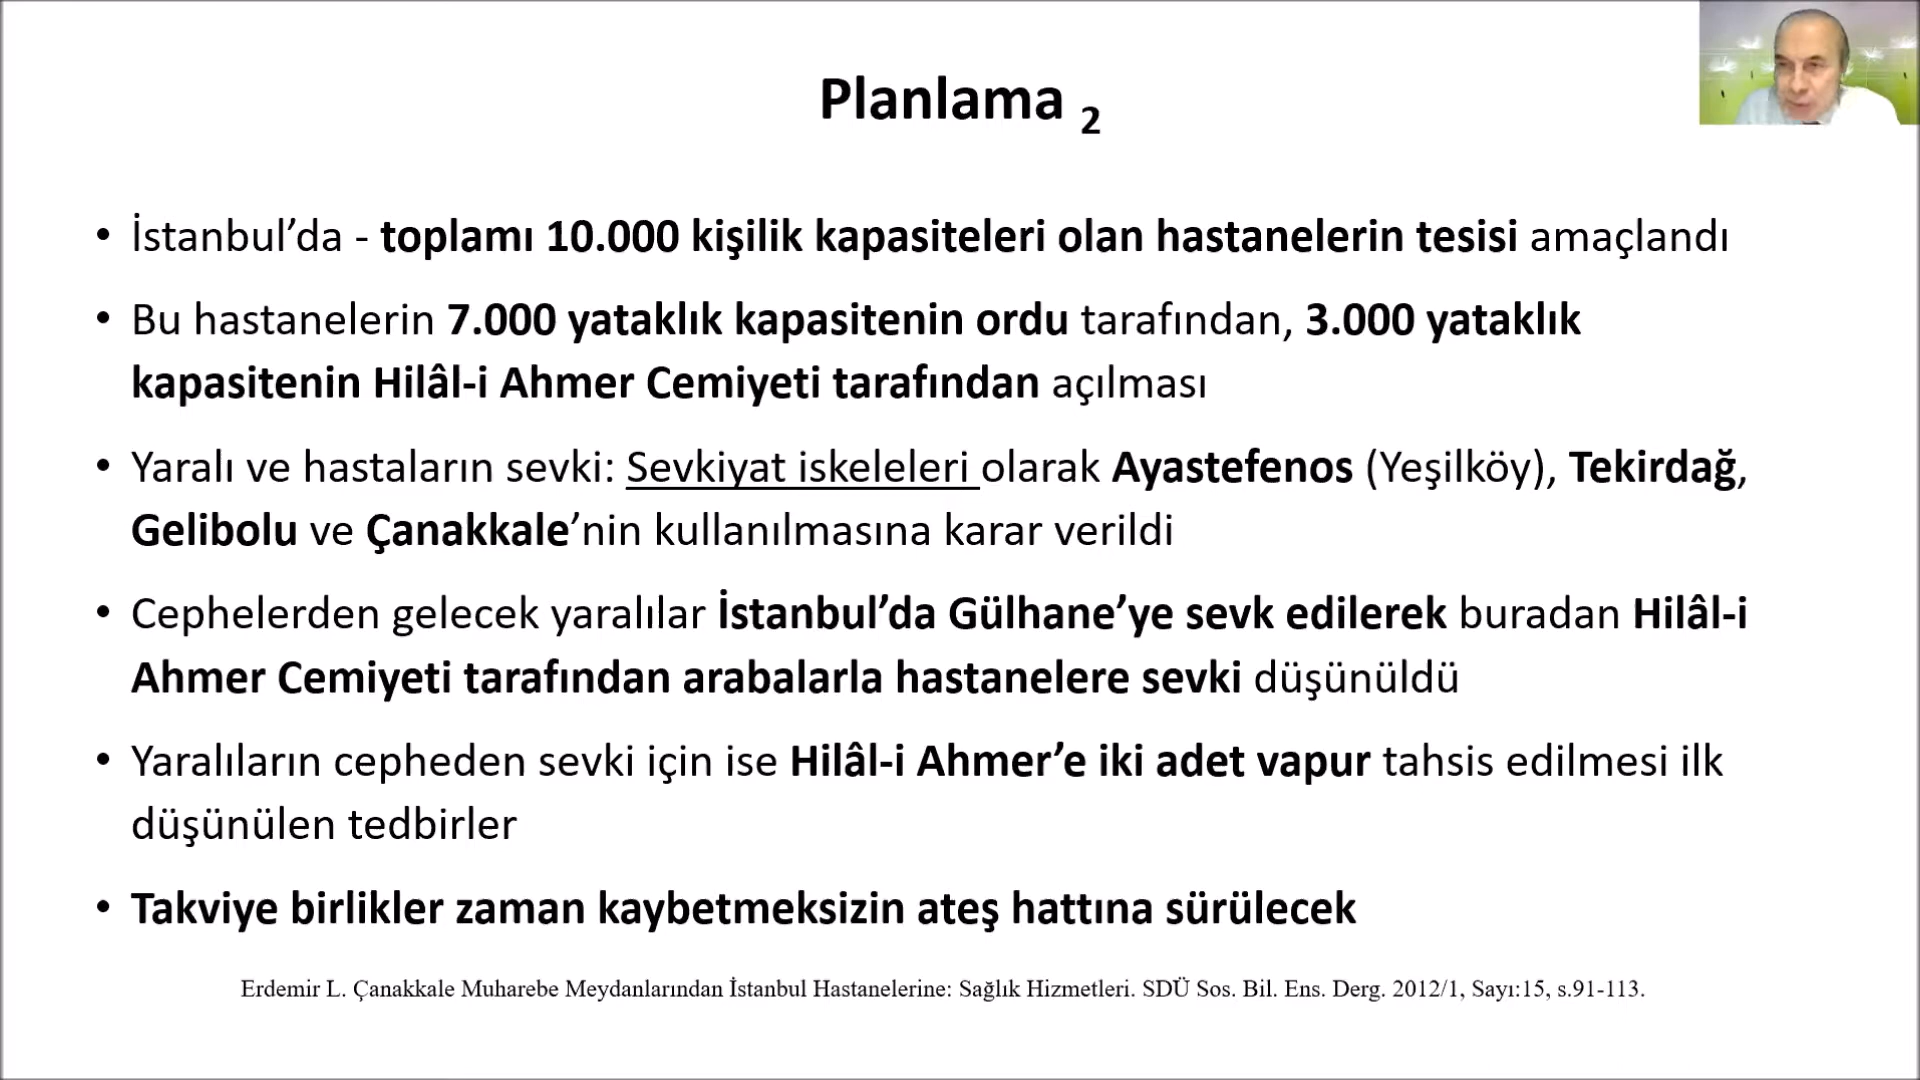 Planlama 2
• İstanbul’da - toplamı 10.000 kişilik kapasiteleri olan hastanelerin tesisi amaçlandı
• Bu hastanelerin 7.000 yataklık kapasitenin ordu tarafından, 3.000 yataklık
kapasitenin Hilâl-i Ahmer Cemiyeti tarafından açılması
• Yaralı ve hastaların sevki: Sevkiyat iskeleleri olarak Ayastefenos (Yeşilköy), Tekirdağ,
Gelibolu ve Çanakkale’nin kullanılmasına karar verildi
• Cephelerden gelecek yaralılar İstanbul’da Gülhane’ye sevk edilerek buradan Hilâl-i
Ahmer Cemiyeti tarafından arabalarla hastanelere sevki düşünüldü
• Yaralıların cepheden sevki için ise Hilâl-i Ahmer’e iki adet vapur tahsis edilmesi ilk
düşünülen tedbirler
• Takviye birlikler zaman kaybetmeksizin ateş hattına sürülecek
Erdemir L. Çanakkale Muharebe Meydanlarından İstanbul Hastanelerine: Sağlık Hizmetleri. SDÜ Sos. Bil. Ens. Derg. 2012/1, Sayı:15, s.91-113.